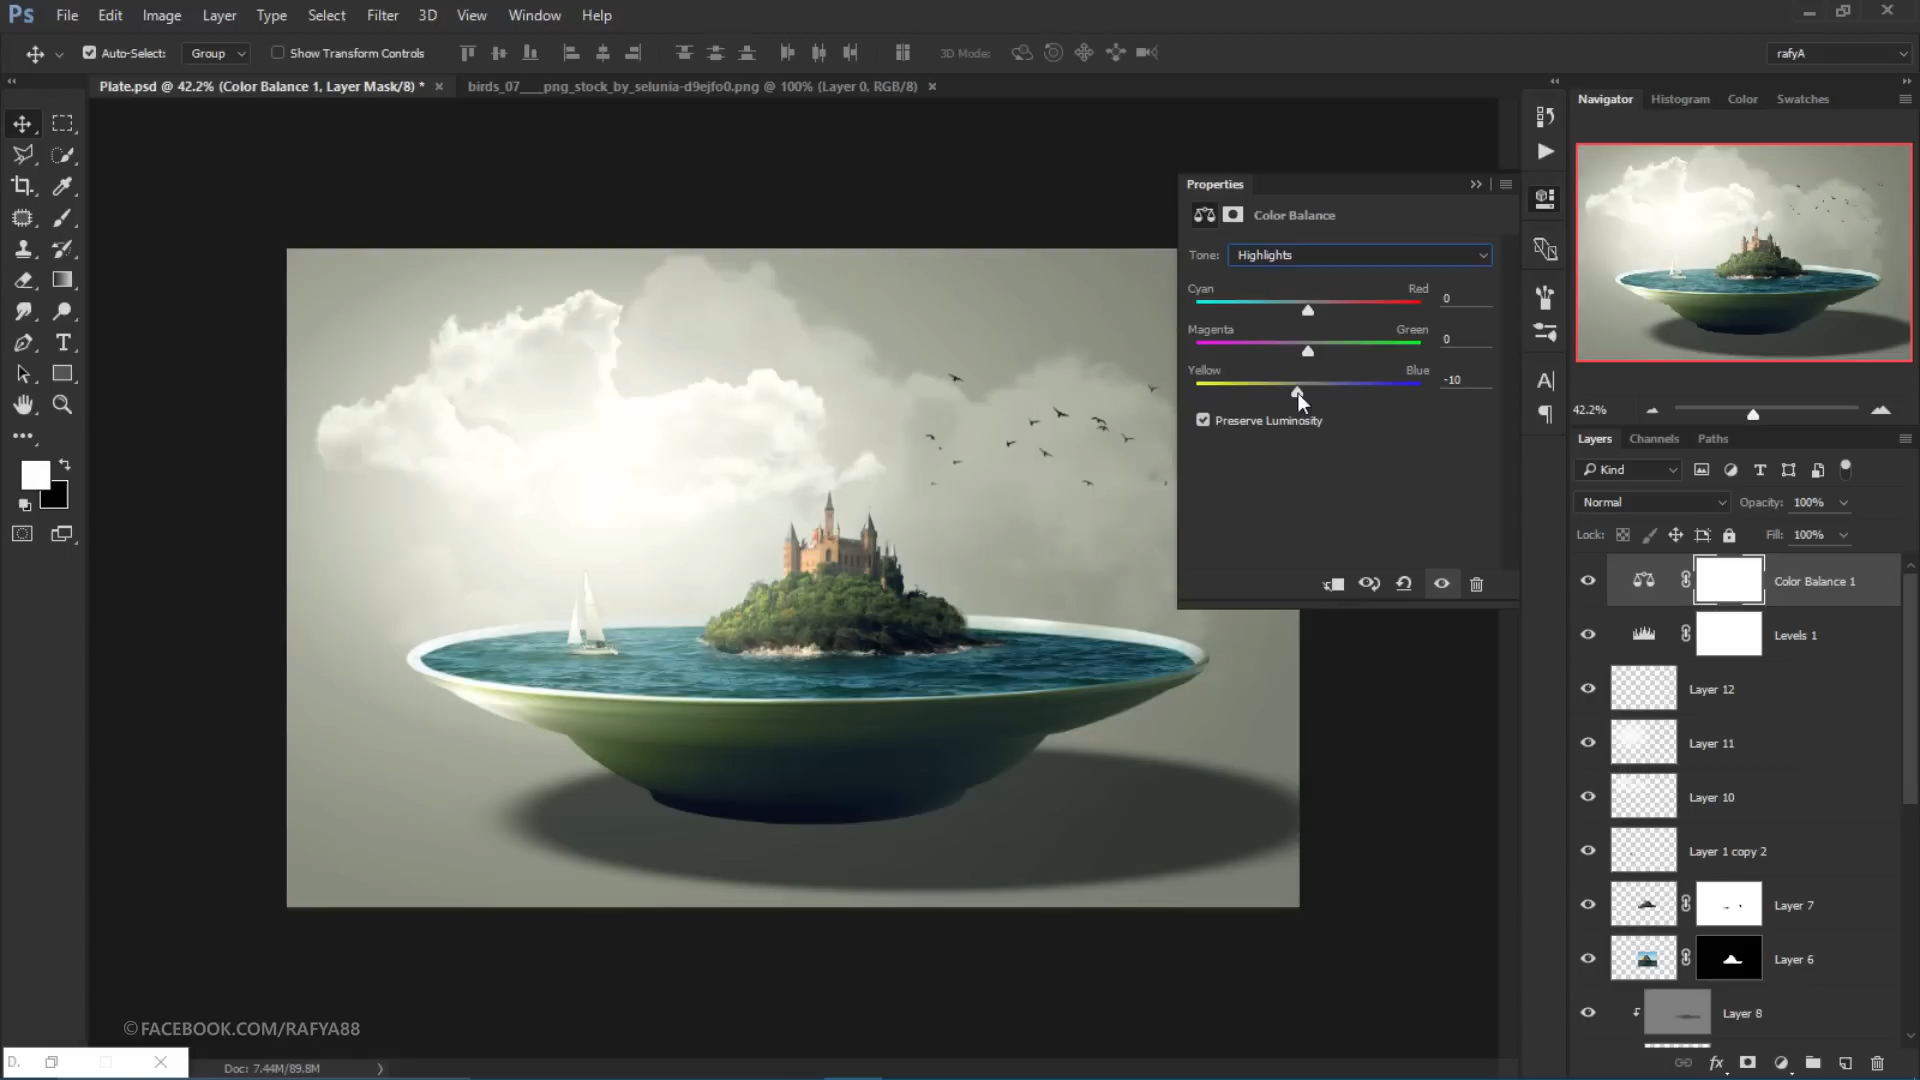 Ps File Edit Image Layer Type Select Filter 3D View Window Help
Auto-Select: Group Show Transform Controls 3D Mode: rafyA
Plate.psd @ 42.2% (Color Balance 1, Layer Mask/8) * birds_07___png_stock_by_selunia-d9ejfo0.png @ 100% (Layer 0, RGB/8)
Navigator Histogram Color Swatches
Properties
Color Balance
Tone: Highlights
Cyan Red 0
Magenta Green 0
Yellow Blue -10
Preserve Luminosity
42.2%
Layers Channels Paths
Kind
Normal Opacity: 100%
Lock: Fill: 100%
Color Balance 1
Levels 1
Layer 12
Layer 11
Layer 10
Layer 1 copy 2
Layer 7
Layer 6
Layer 8
©FACEBOOK.COM/RAFYA88
D.
Doc: 7.44M/89.8M
fx